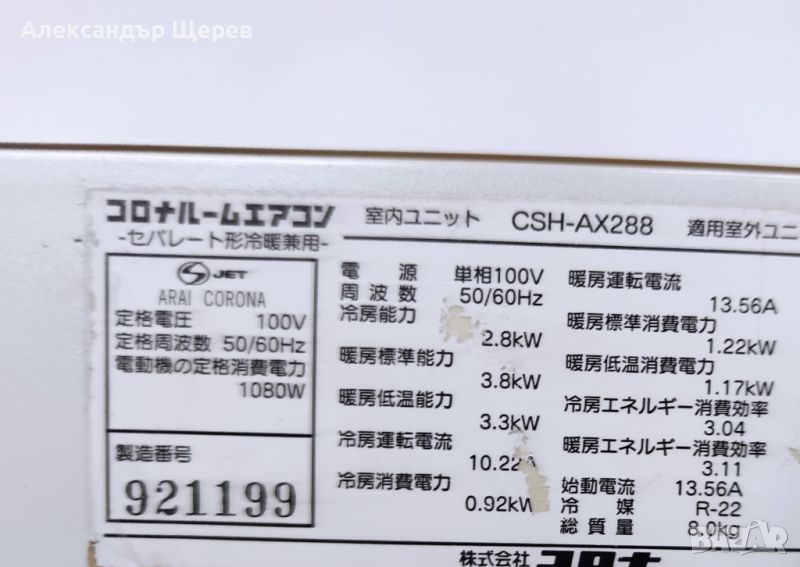 Александър Щерев
コロナルームエアコン 室内ユニット CSH-AX288 適用室外ユニ
-セパレート形冷暖兼用-
S JET
ARAI CORONA
定格電圧 100V
定格周波数 50/60Hz
電動機の定格消費電力
1080W
製造番号
921199
電源 単相100V
周波数 50/60Hz
冷房能力
2.8kW
暖房標準能力
3.8kW
暖房低温能力
3.3kW
冷房運転電流
10.22A
冷房消費電力
0.92kW
暖房運転電流
13.56A
暖房標準消費電力
1.22kW
暖房低温消費電力
1.17kW
冷房エネルギー消費効率
3.04
暖房エネルギー消費効率
3.11
始動電流 13.56A
冷媒 R-22
総質量 8.0kg
株式会社 コロナ
BAZAR